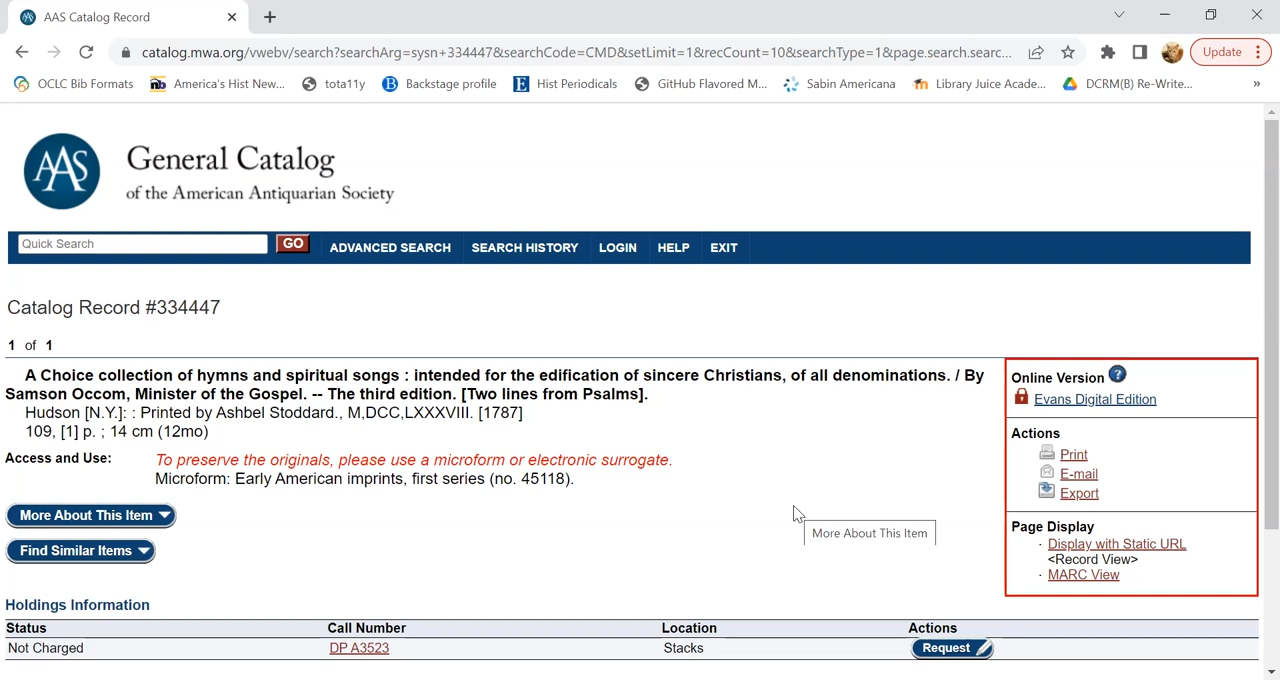 AAS Catalog Record
catalog.mwa.org/vwebv/search?searchArg=sysn+334447&searchCode=CMD&setLimit=1&recCount=10&searchType=1&page.search.searc...
Update
OCLC Bib Formats
America's Hist New...
tota11y
Backstage profile
Hist Periodicals
GitHub Flavored M...
Sabin Americana
Library Juice Acade...
DCRM(B) Re-Write...
»
AAS
General Catalog
of the American Antiquarian Society
Quick Search
GO
ADVANCED SEARCH
SEARCH HISTORY
LOGIN
HELP
EXIT
Catalog Record #334447
1 of 1
A Choice collection of hymns and spiritual songs : intended for the edification of sincere Christians, of all denominations. / By
Samson Occom, Minister of the Gospel. -- The third edition. [Two lines from Psalms].
Hudson [N.Y.]: : Printed by Ashbel Stoddard., M,DCC,LXXXVIII. [1787]
109, [1] p. ; 14 cm (12mo)
Access and Use:
To preserve the originals, please use a microform or electronic surrogate.
Microform: Early American imprints, first series (no. 45118).
More About This Item
Find Similar Items
More About This Item
Online Version ?
Evans Digital Edition
Actions
Print
E-mail
Export
Page Display
· Display with Static URL
<Record View>
· MARC View
Holdings Information
Status Call Number Location Actions
Not Charged DP A3523 Stacks Request